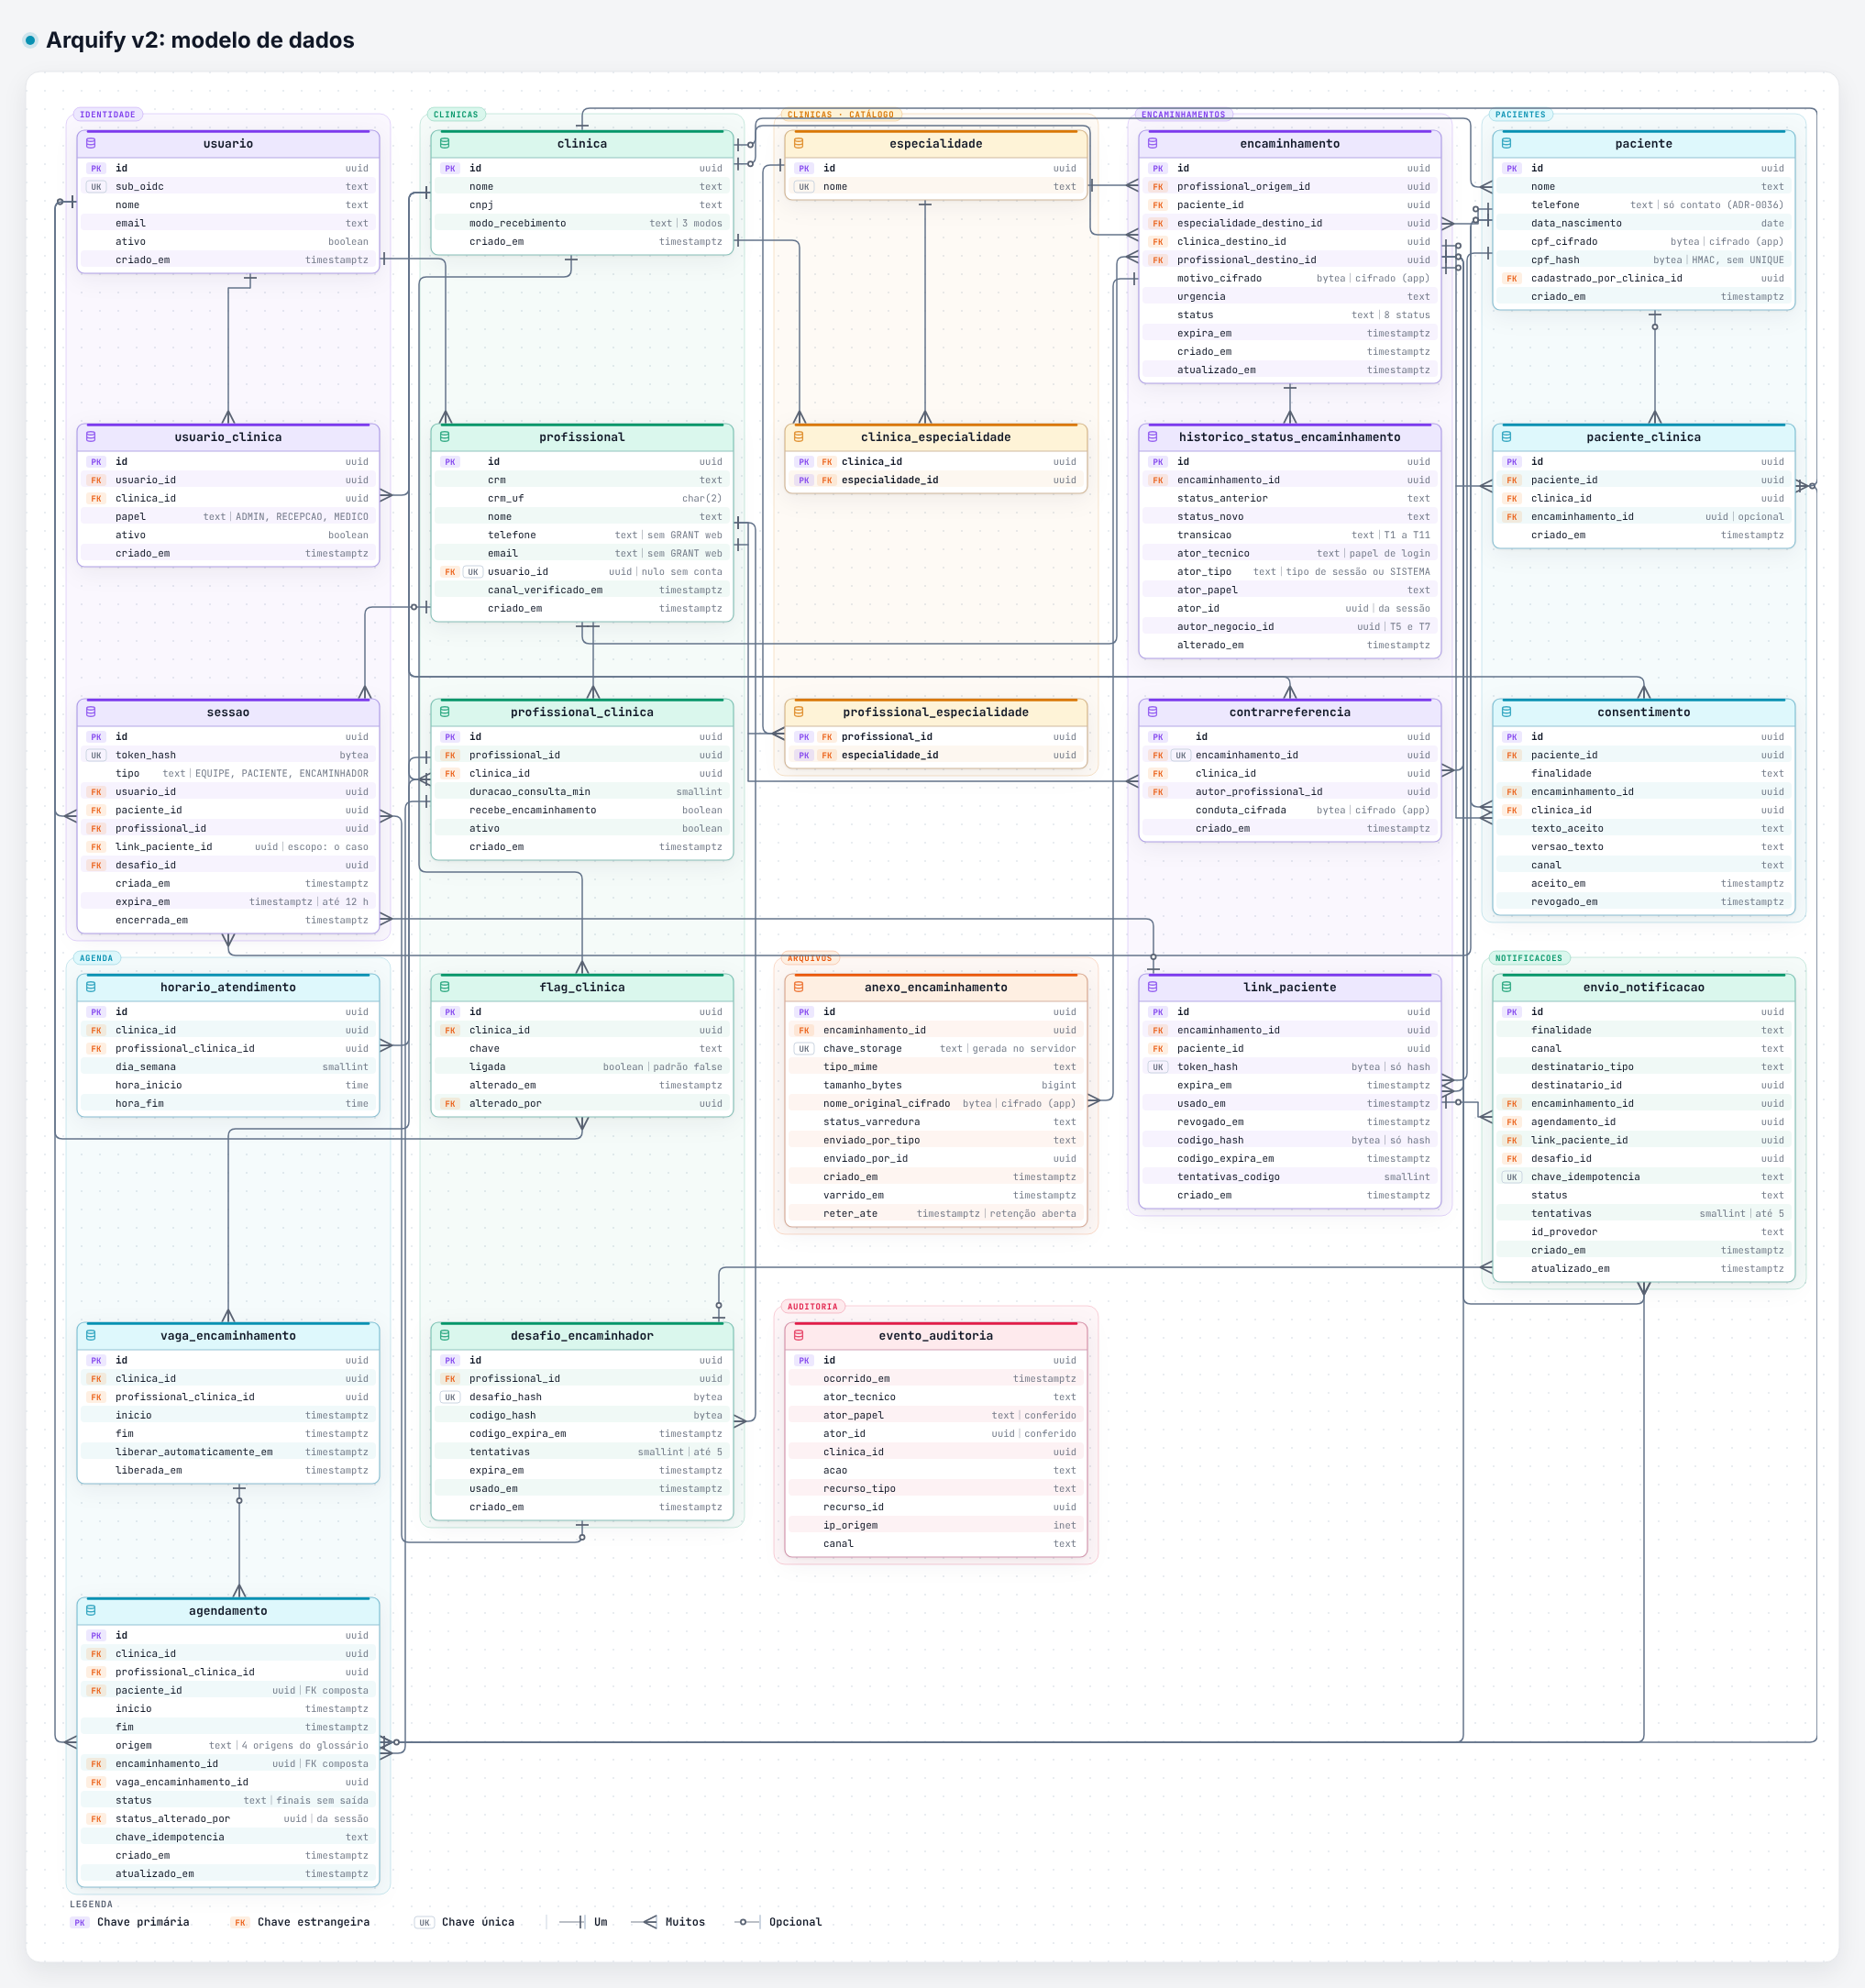 Arquify v2: modelo de dados
IDENTIDADE
usuario
PK id uuid
UK sub_oidc text
nome text
email text
ativo boolean
criado_em timestamptz
usuario_clinica
PK id uuid
FK usuario_id uuid
FK clinica_id uuid
papel text | ADMIN, RECEPCAO, MEDICO
ativo boolean
criado_em timestamptz
sessao
PK id uuid
UK token_hash bytea
tipo text | EQUIPE, PACIENTE, ENCAMINHADOR
FK usuario_id uuid
FK paciente_id uuid
FK profissional_id uuid
FK link_paciente_id uuid | escopo: o caso
FK desafio_id uuid
criada_em timestamptz
expira_em timestamptz | até 12 h
encerrada_em timestamptz
CLINICAS
clinica
PK id uuid
nome text
cnpj text
modo_recebimento text | 3 modos
criado_em timestamptz
profissional
PK id uuid
crm text
crm_uf char(2)
nome text
telefone text | sem GRANT web
email text | sem GRANT web
FK UK usuario_id uuid | nulo sem conta
canal_verificado_em timestamptz
criado_em timestamptz
profissional_clinica
PK id uuid
FK profissional_id uuid
FK clinica_id uuid
duracao_consulta_min smallint
recebe_encaminhamento boolean
ativo boolean
criado_em timestamptz
flag_clinica
PK id uuid
FK clinica_id uuid
chave text
ligada boolean | padrão false
alterado_em timestamptz
FK alterado_por uuid
desafio_encaminhador
PK id uuid
FK profissional_id uuid
UK desafio_hash bytea
codigo_hash bytea
codigo_expira_em timestamptz
tentativas smallint | até 5
expira_em timestamptz
usado_em timestamptz
criado_em timestamptz
CLINICAS · CATÁLOGO
especialidade
PK id uuid
UK nome text
clinica_especialidade
PK FK clinica_id uuid
PK FK especialidade_id uuid
profissional_especialidade
PK FK profissional_id uuid
PK FK especialidade_id uuid
ENCAMINHAMENTOS
encaminhamento
PK id uuid
FK profissional_origem_id uuid
FK paciente_id uuid
FK especialidade_destino_id uuid
FK clinica_destino_id uuid
FK profissional_destino_id uuid
motivo_cifrado bytea | cifrado (app)
urgencia text
status text | 8 status
expira_em timestamptz
criado_em timestamptz
atualizado_em timestamptz
historico_status_encaminhamento
PK id uuid
FK encaminhamento_id uuid
status_anterior text
status_novo text
transicao text | T1 a T11
ator_tecnico text | papel de login
ator_tipo text | tipo de sessão ou SISTEMA
ator_papel text
ator_id uuid | da sessão
autor_negocio_id uuid | T5 e T7
alterado_em timestamptz
contrarreferencia
PK id uuid
FK UK encaminhamento_id uuid
FK clinica_id uuid
FK autor_profissional_id uuid
conduta_cifrada bytea | cifrado (app)
criado_em timestamptz
link_paciente
PK id uuid
FK encaminhamento_id uuid
FK paciente_id uuid
UK token_hash bytea | só hash
expira_em timestamptz
usado_em timestamptz
revogado_em timestamptz
codigo_hash bytea | só hash
codigo_expira_em timestamptz
tentativas_codigo smallint
criado_em timestamptz
PACIENTES
paciente
PK id uuid
nome text
telefone text | só contato (ADR-0036)
data_nascimento date
cpf_cifrado bytea | cifrado (app)
cpf_hash bytea | HMAC, sem UNIQUE
FK cadastrado_por_clinica_id uuid
criado_em timestamptz
paciente_clinica
PK id uuid
FK paciente_id uuid
FK clinica_id uuid
FK encaminhamento_id uuid | opcional
criado_em timestamptz
consentimento
PK id uuid
FK paciente_id uuid
finalidade text
FK encaminhamento_id uuid
FK clinica_id uuid
texto_aceito text
versao_texto text
canal text
aceito_em timestamptz
revogado_em timestamptz
AGENDA
horario_atendimento
PK id uuid
FK clinica_id uuid
FK profissional_clinica_id uuid
dia_semana smallint
hora_inicio time
hora_fim time
vaga_encaminhamento
PK id uuid
FK clinica_id uuid
FK profissional_clinica_id uuid
inicio timestamptz
fim timestamptz
liberar_automaticamente_em timestamptz
liberada_em timestamptz
agendamento
PK id uuid
FK clinica_id uuid
FK profissional_clinica_id uuid
FK paciente_id uuid | FK composta
inicio timestamptz
fim timestamptz
origem text | 4 origens do glossário
FK encaminhamento_id uuid | FK composta
FK vaga_encaminhamento_id uuid
status text | finais sem saída
FK status_alterado_por uuid | da sessão
chave_idempotencia text
criado_em timestamptz
atualizado_em timestamptz
ARQUIVOS
anexo_encaminhamento
PK id uuid
FK encaminhamento_id uuid
UK chave_storage text | gerada no servidor
tipo_mime text
tamanho_bytes bigint
nome_original_cifrado bytea | cifrado (app)
status_varredura text
enviado_por_tipo text
enviado_por_id uuid
criado_em timestamptz
varrido_em timestamptz
reter_ate timestamptz | retenção aberta
AUDITORIA
evento_auditoria
PK id uuid
ocorrido_em timestamptz
ator_tecnico text
ator_papel text | conferido
ator_id uuid | conferido
clinica_id uuid
acao text
recurso_tipo text
recurso_id uuid
ip_origem inet
canal text
NOTIFICACOES
envio_notificacao
PK id uuid
finalidade text
canal text
destinatario_tipo text
destinatario_id uuid
FK encaminhamento_id uuid
FK agendamento_id uuid
FK link_paciente_id uuid
FK desafio_id uuid
UK chave_idempotencia text
status text
tentativas smallint | até 5
id_provedor text
criado_em timestamptz
atualizado_em timestamptz
LEGENDA
PK Chave primária FK Chave estrangeira UK Chave única Um Muitos Opcional